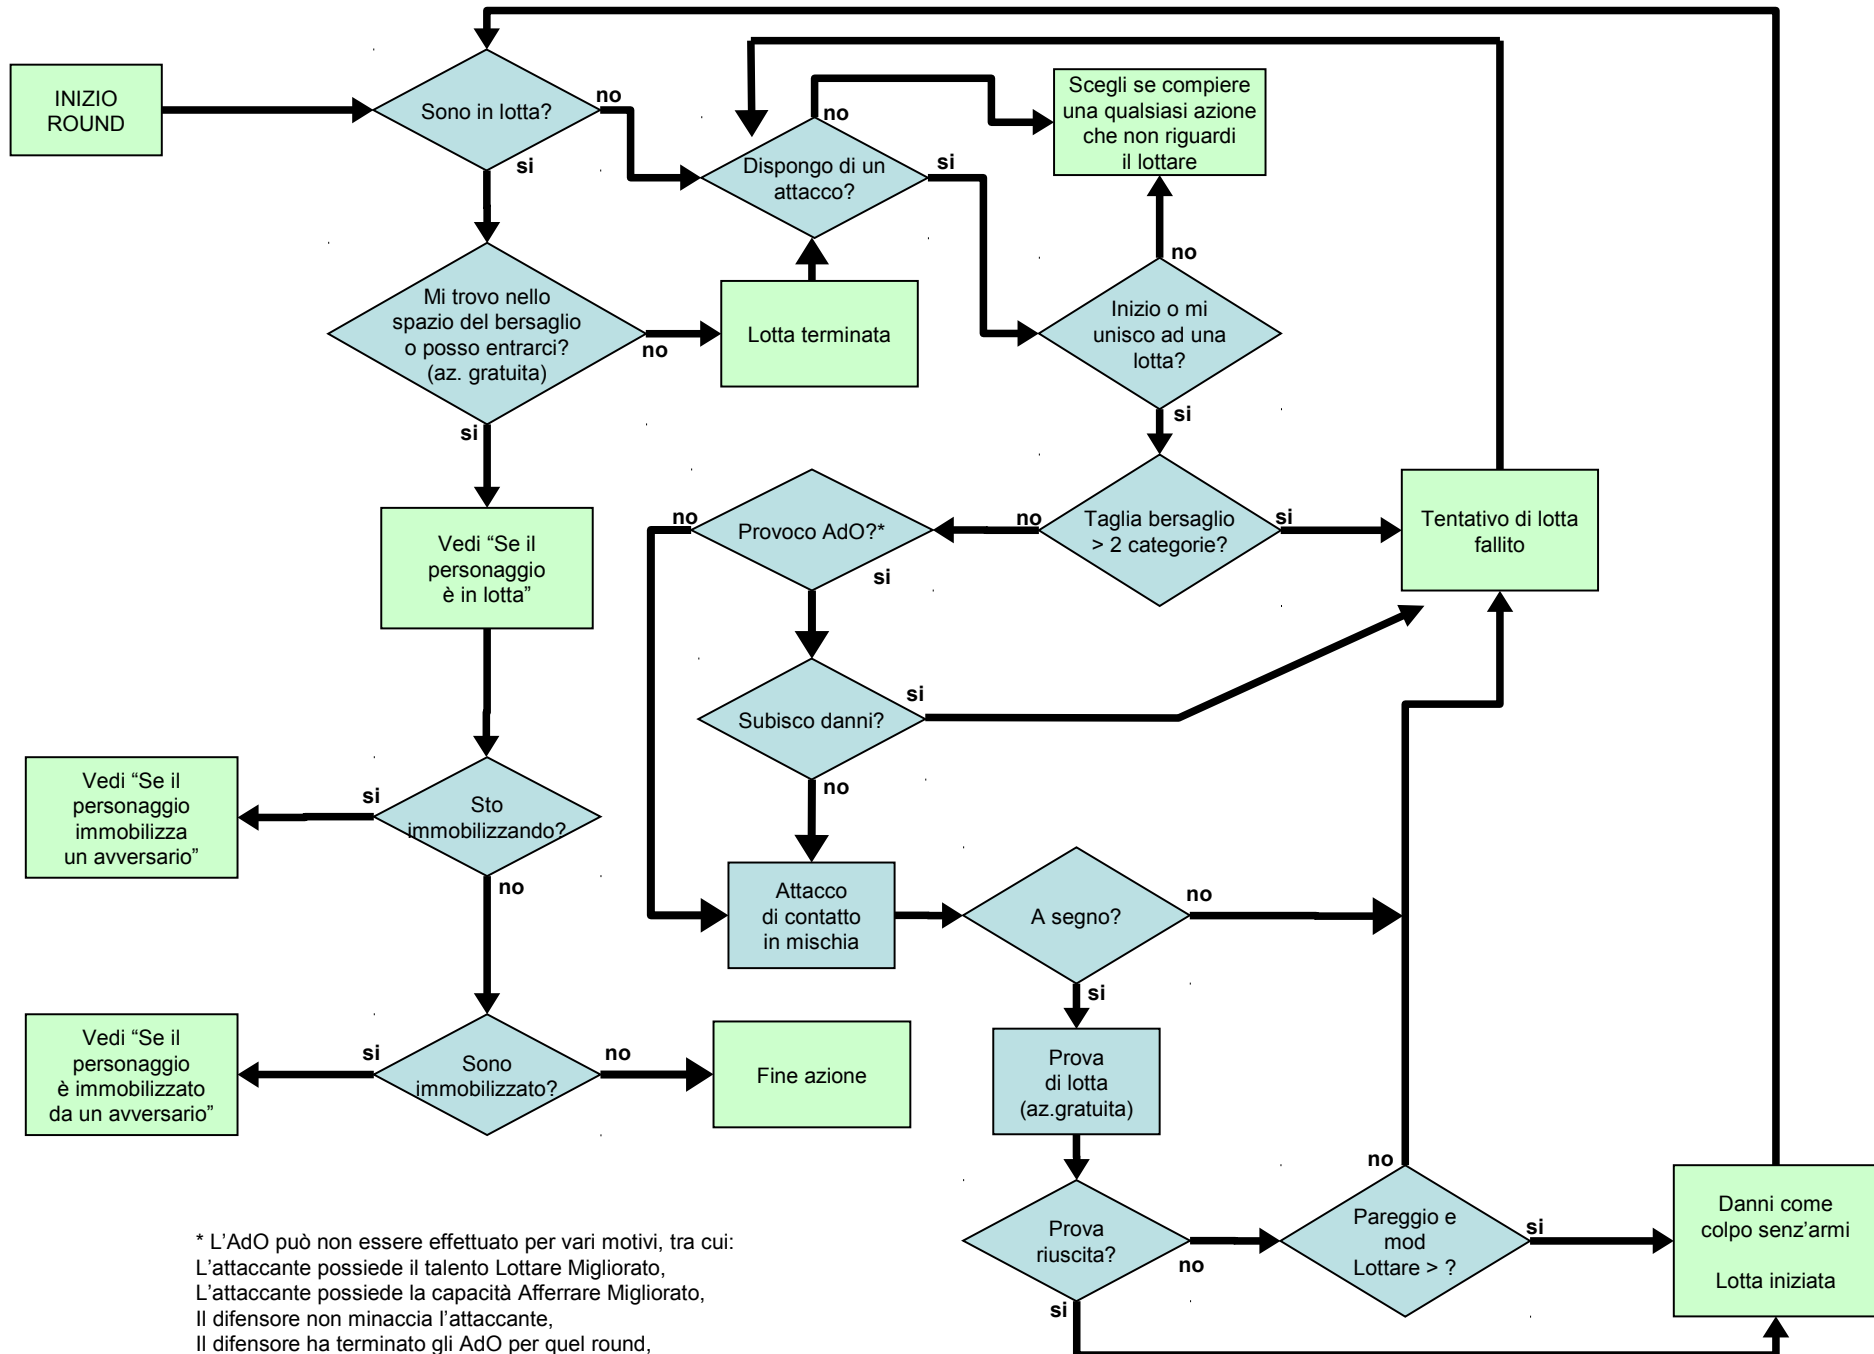 INIZIO
ROUND
Sono in lotta?
no
si
Dispongo di un
attacco?
no
si
Scegli se compiere
una qualsiasi azione
che non riguardi
il lottare
Mi trovo nello
spazio del bersaglio
o posso entrarci?
(az. gratuita)
no
si
Lotta terminata
Inizio o mi
unisco ad una
lotta?
no
si
Taglia bersaglio
> 2 categorie?
no
si
Tentativo di lotta
fallito
Provoco AdO?*
no
si
Vedi “Se il
personaggio
è in lotta”
Subisco danni?
si
no
Sto
immobilizzando?
si
no
Vedi “Se il
personaggio
immobilizza
un avversario”
Attacco
di contatto
in mischia
A segno?
no
si
Vedi “Se il
personaggio
è immobilizzato
da un avversario”
Sono
immobilizzato?
si
no
Fine azione
Prova
di lotta
(az.gratuita)
Prova
riuscita?
no
si
Pareggio e
mod
Lottare > ?
no
si
Danni come
colpo senz’armi
Lotta iniziata
* L’AdO può non essere effettuato per vari motivi, tra cui:
L’attaccante possiede il talento Lottare Migliorato,
L’attaccante possiede la capacità Afferrare Migliorato,
Il difensore non minaccia l’attaccante,
Il difensore ha terminato gli AdO per quel round,